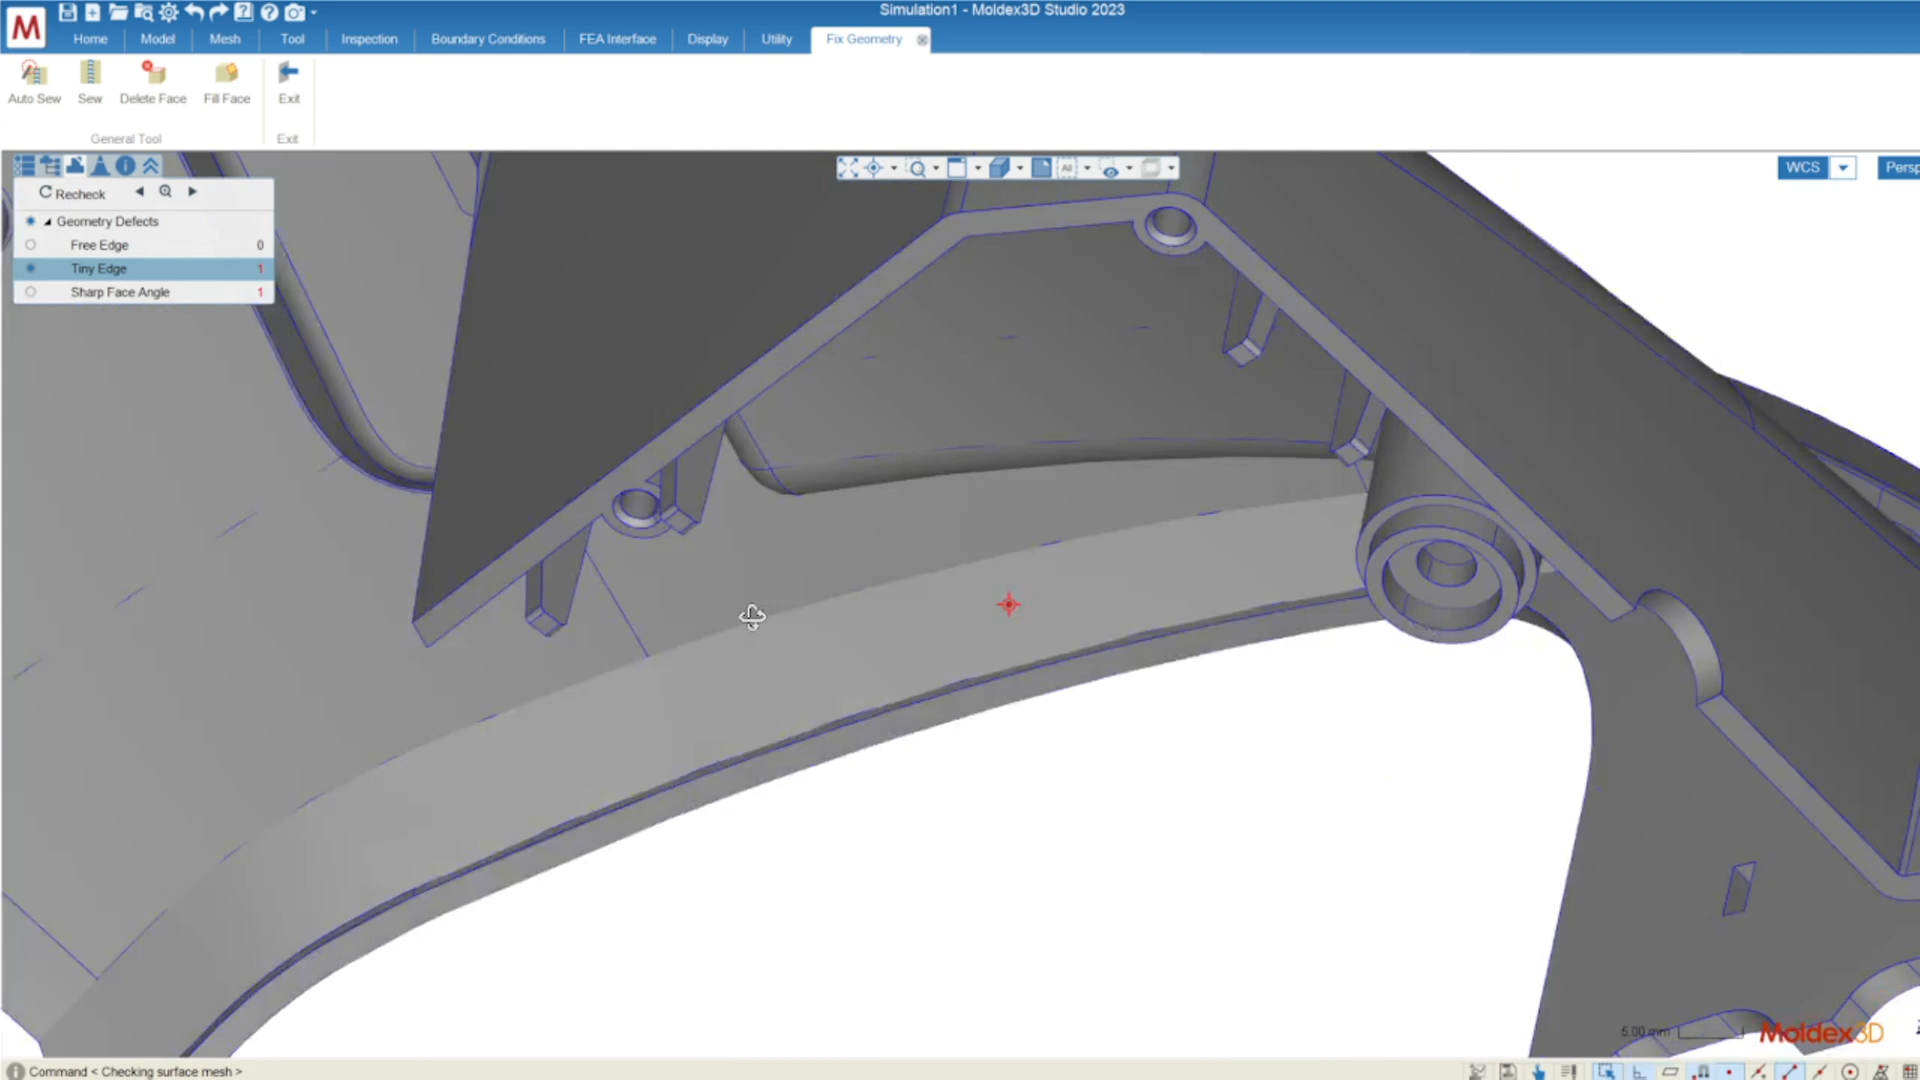 Simulation1 - Moldex3D Studio 2023
M
Home Model Mesh Tool Inspection Boundary Conditions FEA Interface Display Utility Fix Geometry
Auto Sew Sew Delete Face Fill Face Exit
General Tool Exit
All
WCS Persp
Recheck
Geometry Defects
Free Edge 0
Tiny Edge 1
Sharp Face Angle 1
5.00 mm
Moldex3D
Command < Checking surface mesh >